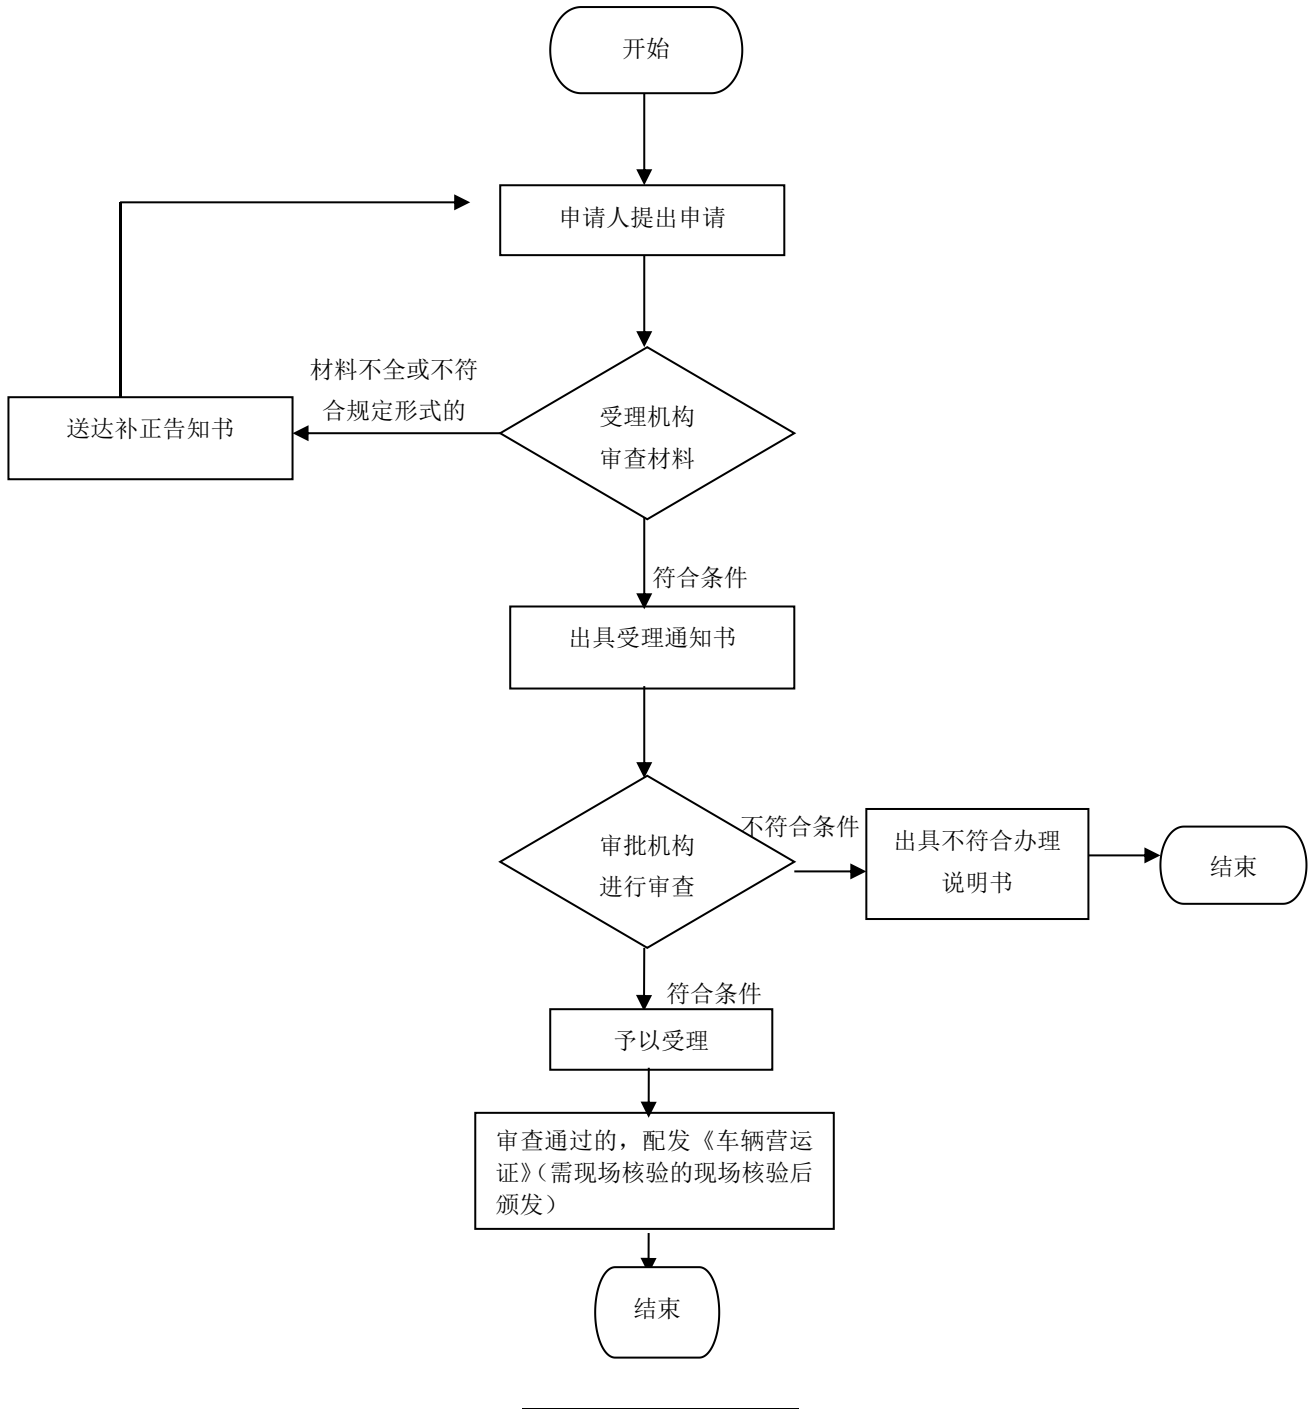 开始
申请人提出申请
材料不全或不符
合规定形式的
送达补正告知书
受理机构
审查材料
符合条件
出具受理通知书
审批机构
进行审查
不符合条件
出具不符合办理
说明书
结束
符合条件
予以受理
审查通过的，配发《车辆营运
证》（需现场核验的现场核验后
颁发）
结束